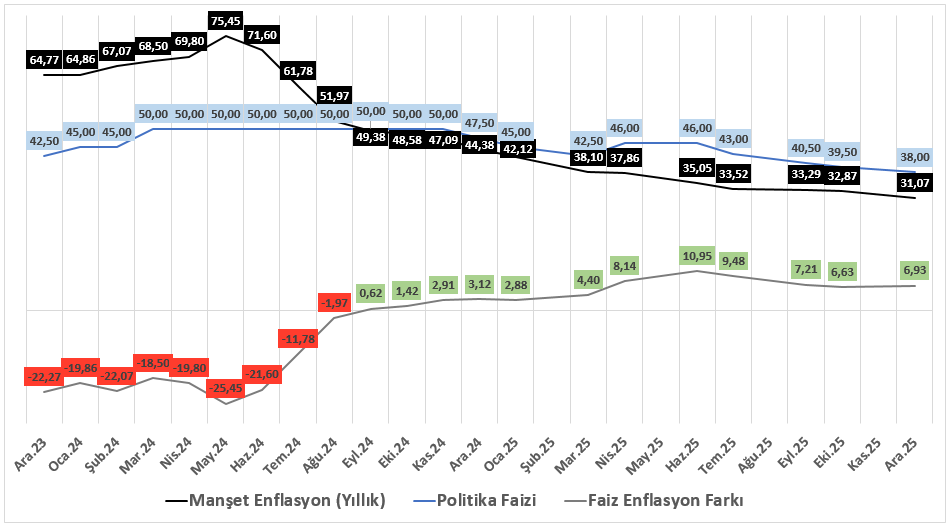 64,77 64,86 67,07 68,50 69,80 75,45 71,60 61,78 51,97 49,38 48,58 47,09 44,38 42,12 38,10 37,86 35,05 33,52 33,29 32,87 31,07
42,50 45,00 45,00 50,00 50,00 50,00 50,00 50,00 50,00 50,00 50,00 50,00 47,50 45,00 42,50 46,00 46,00 43,00 40,50 39,50 38,00
-22,27 -19,86 -22,07 -18,50 -19,80 -25,45 -21,60 -11,78 -1,97 0,62 1,42 2,91 3,12 2,88 4,40 8,14 10,95 9,48 7,21 6,63 6,93
Ara.23 Oca.24 Şub.24 Mar.24 Nis.24 May.24 Haz.24 Tem.24 Ağu.24 Eyl.24 Eki.24 Kas.24 Ara.24 Oca.25 Şub.25 Mar.25 Nis.25 May.25 Haz.25 Tem.25 Ağu.25 Eyl.25 Eki.25 Kas.25 Ara.25
Manşet Enflasyon (Yıllık) Politika Faizi Faiz Enflasyon Farkı